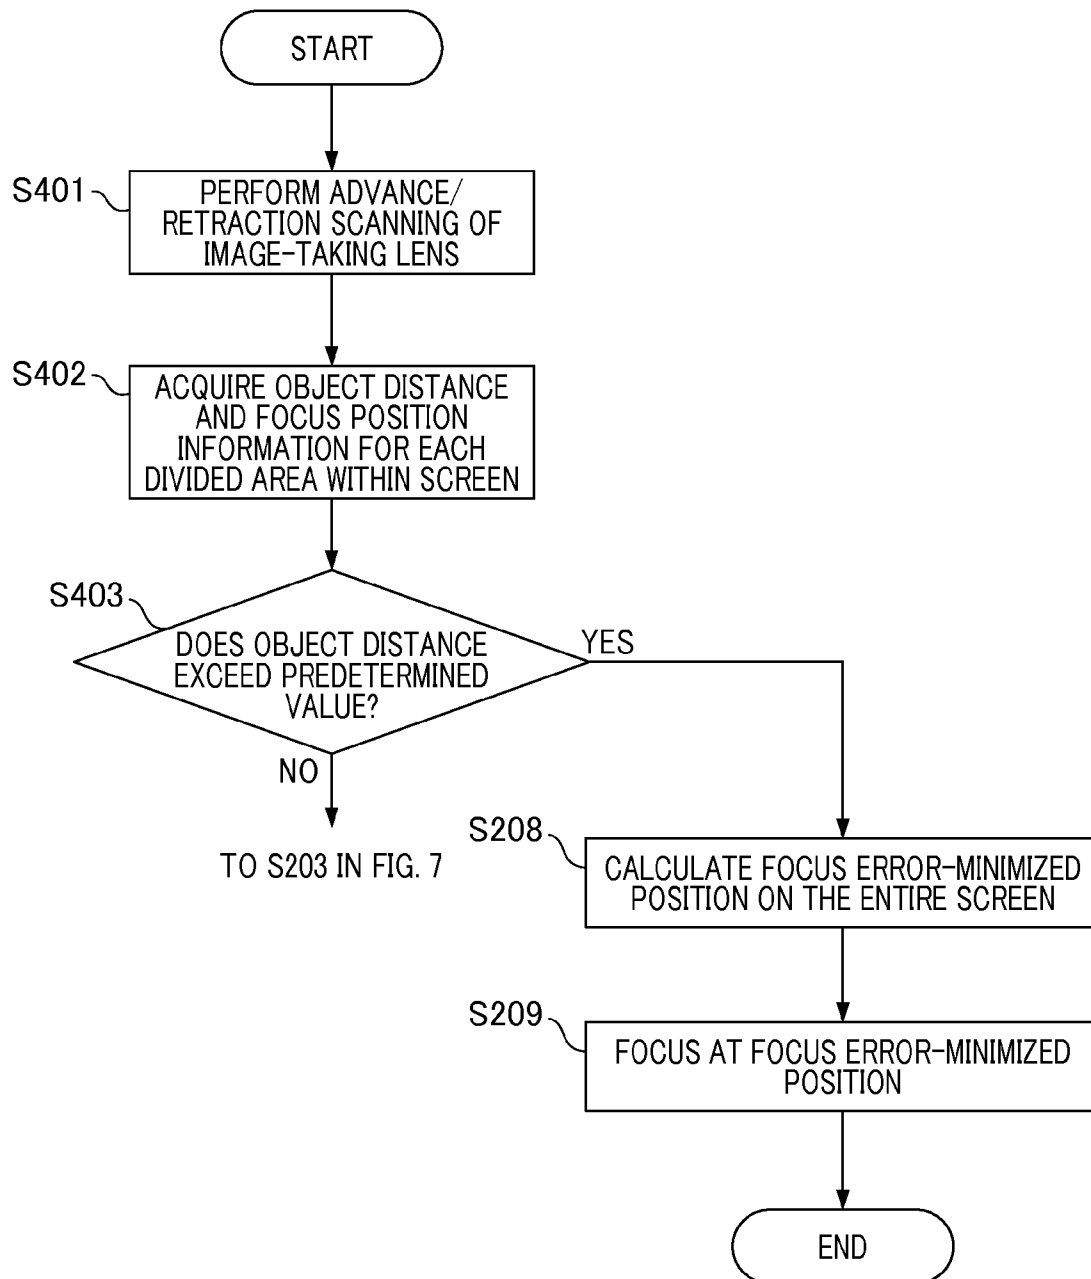 START
S401
PERFORM ADVANCE/
RETRACTION SCANNING OF
IMAGE-TAKING LENS
S402
ACQUIRE OBJECT DISTANCE
AND FOCUS POSITION
INFORMATION FOR EACH
DIVIDED AREA WITHIN SCREEN
S403
DOES OBJECT DISTANCE
EXCEED PREDETERMINED
VALUE?
YES
NO
TO S203 IN FIG. 7
S208
CALCULATE FOCUS ERROR-MINIMIZED
POSITION ON THE ENTIRE SCREEN
S209
FOCUS AT FOCUS ERROR-MINIMIZED
POSITION
END